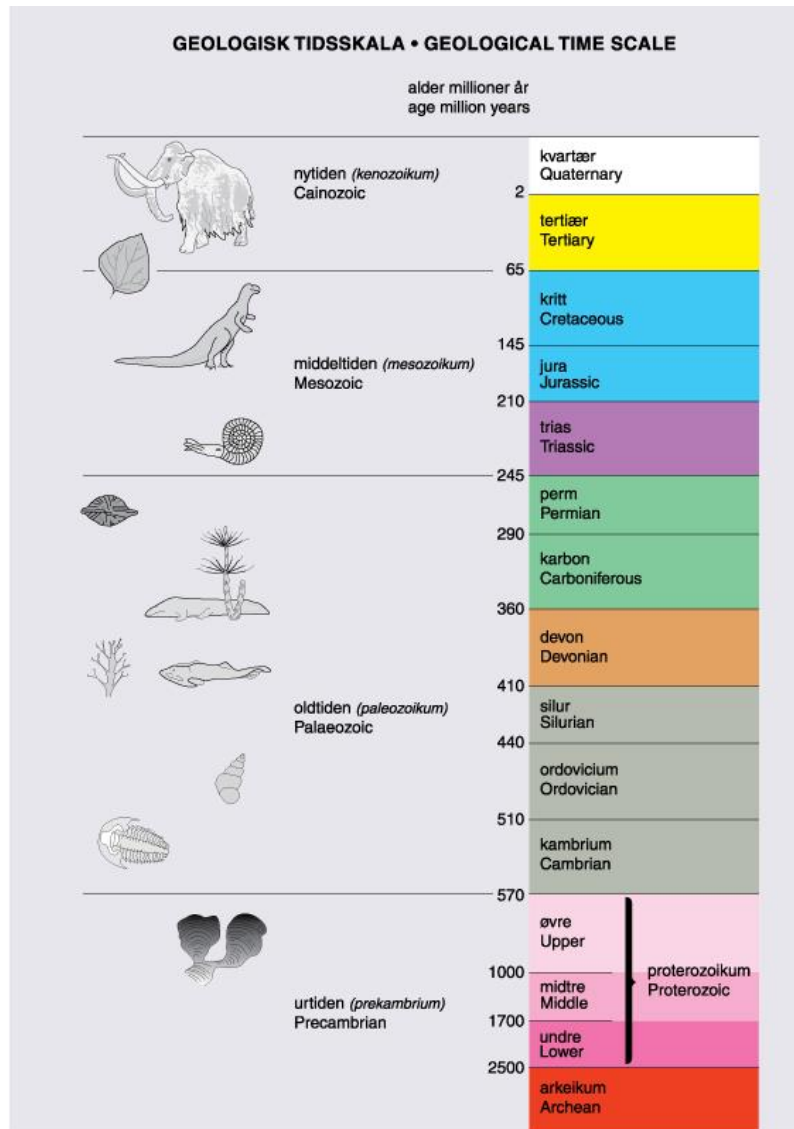 GEOLOGISK TIDSSKALA • GEOLOGICAL TIME SCALE
alder millioner år
age million years
nytiden (kenozoikum)
Cainozoic
kvartær
Quaternary
2
tertiær
Tertiary
65
middeltiden (mesozoikum)
Mesozoic
kritt
Cretaceous
145
jura
Jurassic
210
trias
Triassic
245
oldtiden (paleozoikum)
Palaeozoic
perm
Permian
290
karbon
Carboniferous
360
devon
Devonian
410
silur
Silurian
440
ordovicium
Ordovician
510
kambrium
Cambrian
570
urtiden (prekambrium)
Precambrian
øvre
Upper
1000
midtre
Middle
1700
undre
Lower
2500
proterozoikum
Proterozoic
arkeikum
Archean